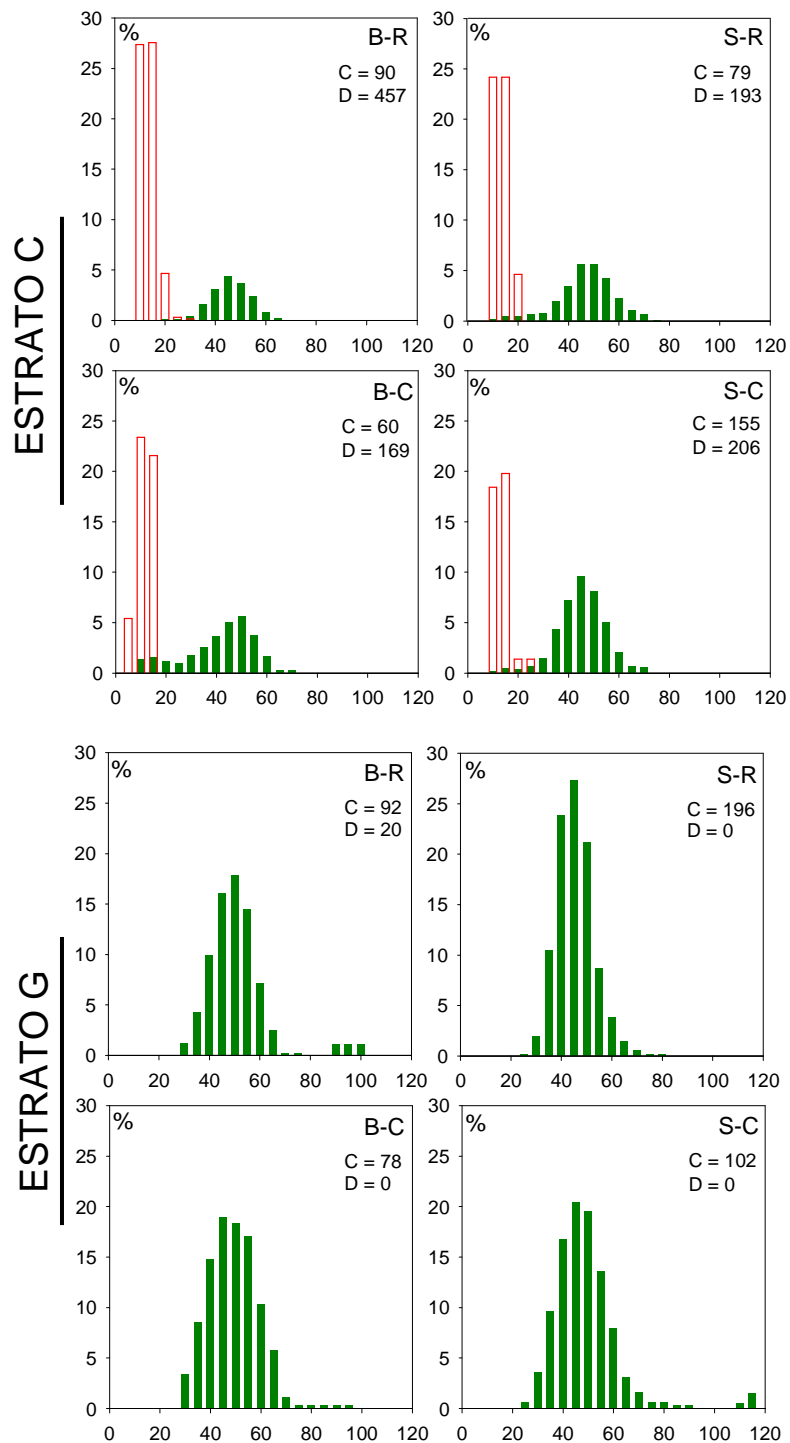 ESTRATO C
%
B-R
C = 90
D = 457
30
25
20
15
10
5
0
0 20 40 60 80 100 120
%
S-R
C = 79
D = 193
30
25
20
15
10
5
0
0 20 40 60 80 100 120
%
B-C
C = 60
D = 169
30
25
20
15
10
5
0
0 20 40 60 80 100 120
%
S-C
C = 155
D = 206
30
25
20
15
10
5
0
0 20 40 60 80 100 120
ESTRATO G
%
B-R
C = 92
D = 20
30
25
20
15
10
5
0
0 20 40 60 80 100 120
%
S-R
C = 196
D = 0
30
25
20
15
10
5
0
0 20 40 60 80 100 120
%
B-C
C = 78
D = 0
30
25
20
15
10
5
0
0 20 40 60 80 100 120
%
S-C
C = 102
D = 0
30
25
20
15
10
5
0
0 20 40 60 80 100 120